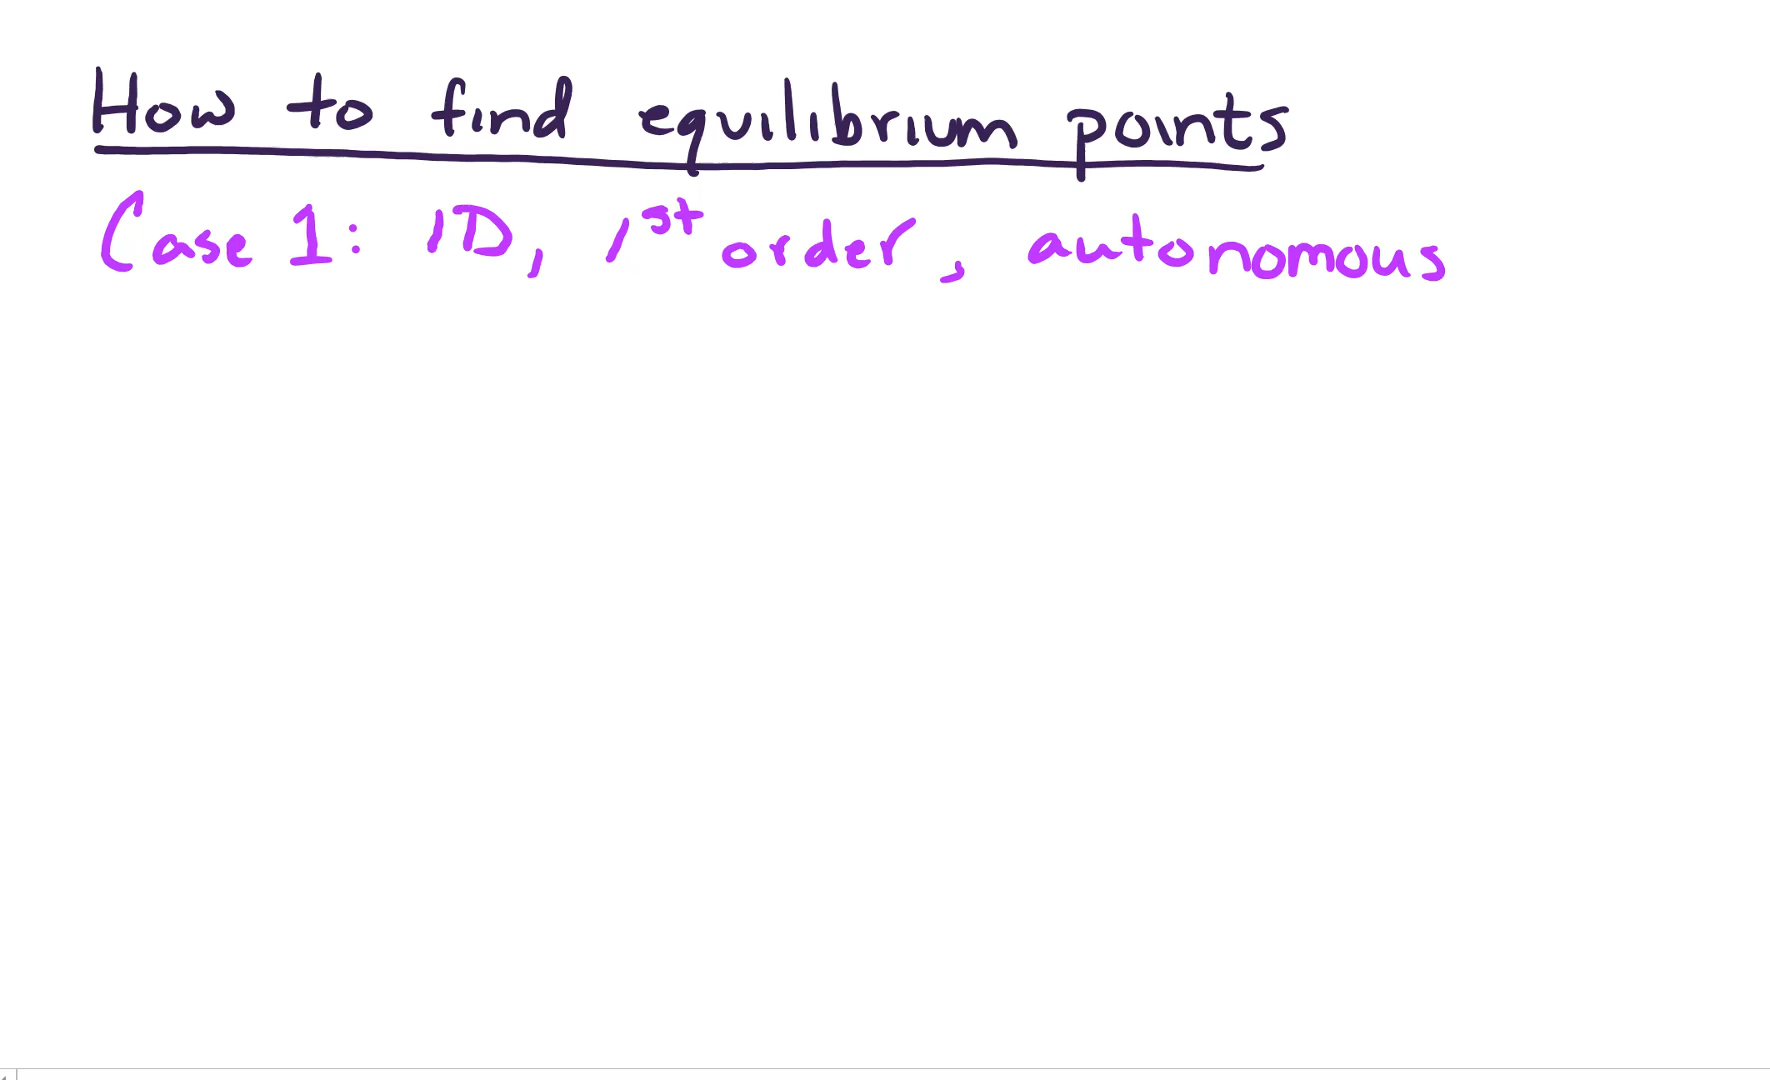 How to find equilibrium points
Case 1: 1D, 1st order, autonomous